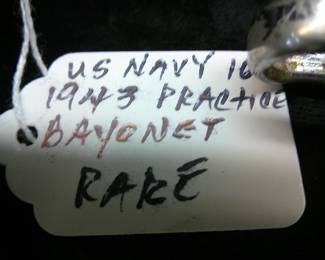 US NAVY 16
1943 PRACTICE
BAYONET
RARE